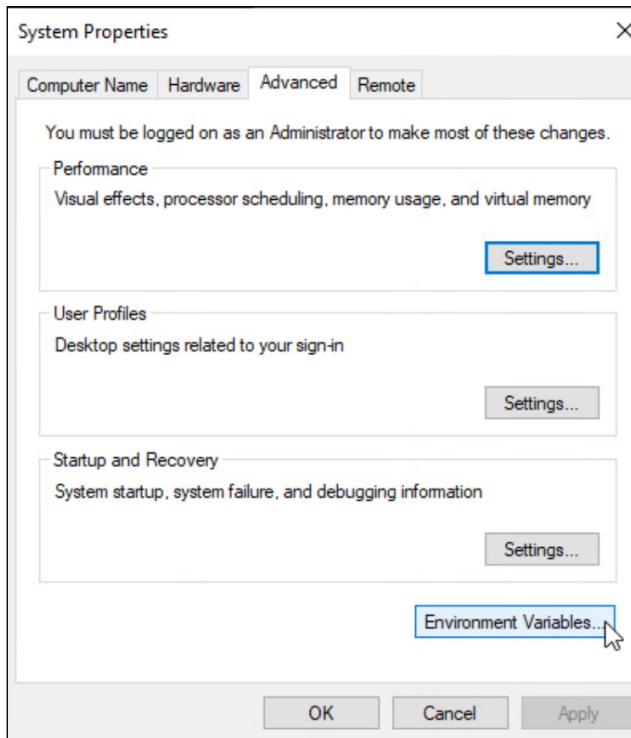 System Properties
Computer Name Hardware Advanced Remote
You must be logged on as an Administrator to make most of these changes.
Performance
Visual effects, processor scheduling, memory usage, and virtual memory
Settings...
User Profiles
Desktop settings related to your sign-in
Settings...
Startup and Recovery
System startup, system failure, and debugging information
Settings...
Environment Variables...
OK Cancel Apply